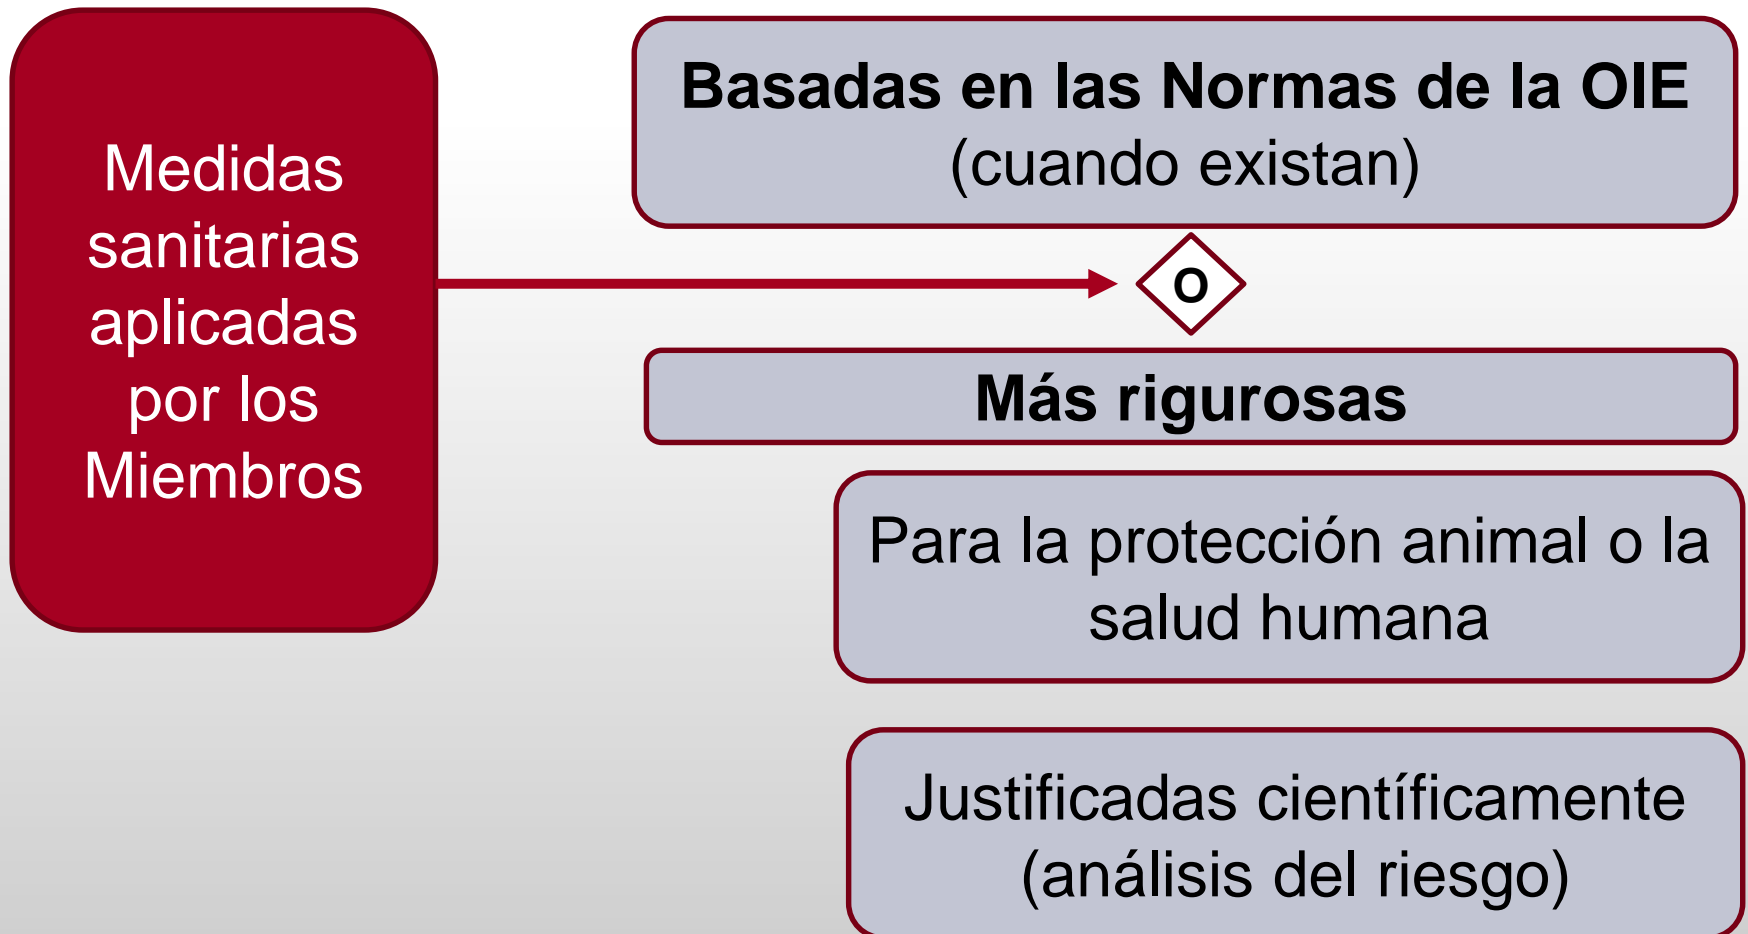 Medidas
sanitarias
aplicadas
por los
Miembros
Basadas en las Normas de la OIE
(cuando existan)
O
Más rigurosas
Para la protección animal o la
salud humana
Justificadas científicamente
(análisis del riesgo)